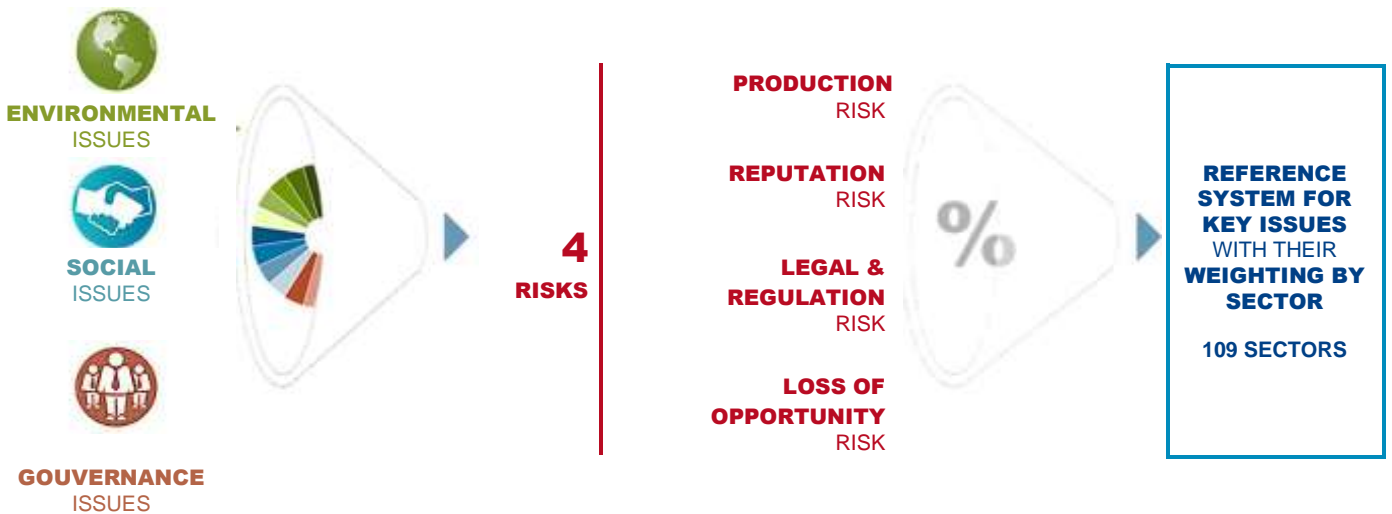 ENVIRONMENTAL
ISSUES
SOCIAL
ISSUES
GOUVERNANCE
ISSUES
4
RISKS
PRODUCTION
RISK
REPUTATION
RISK
LEGAL &
REGULATION
RISK
LOSS OF
OPPORTUNITY
RISK
%
REFERENCE
SYSTEM FOR
KEY ISSUES
WITH THEIR
WEIGHTING BY
SECTOR
109 SECTORS